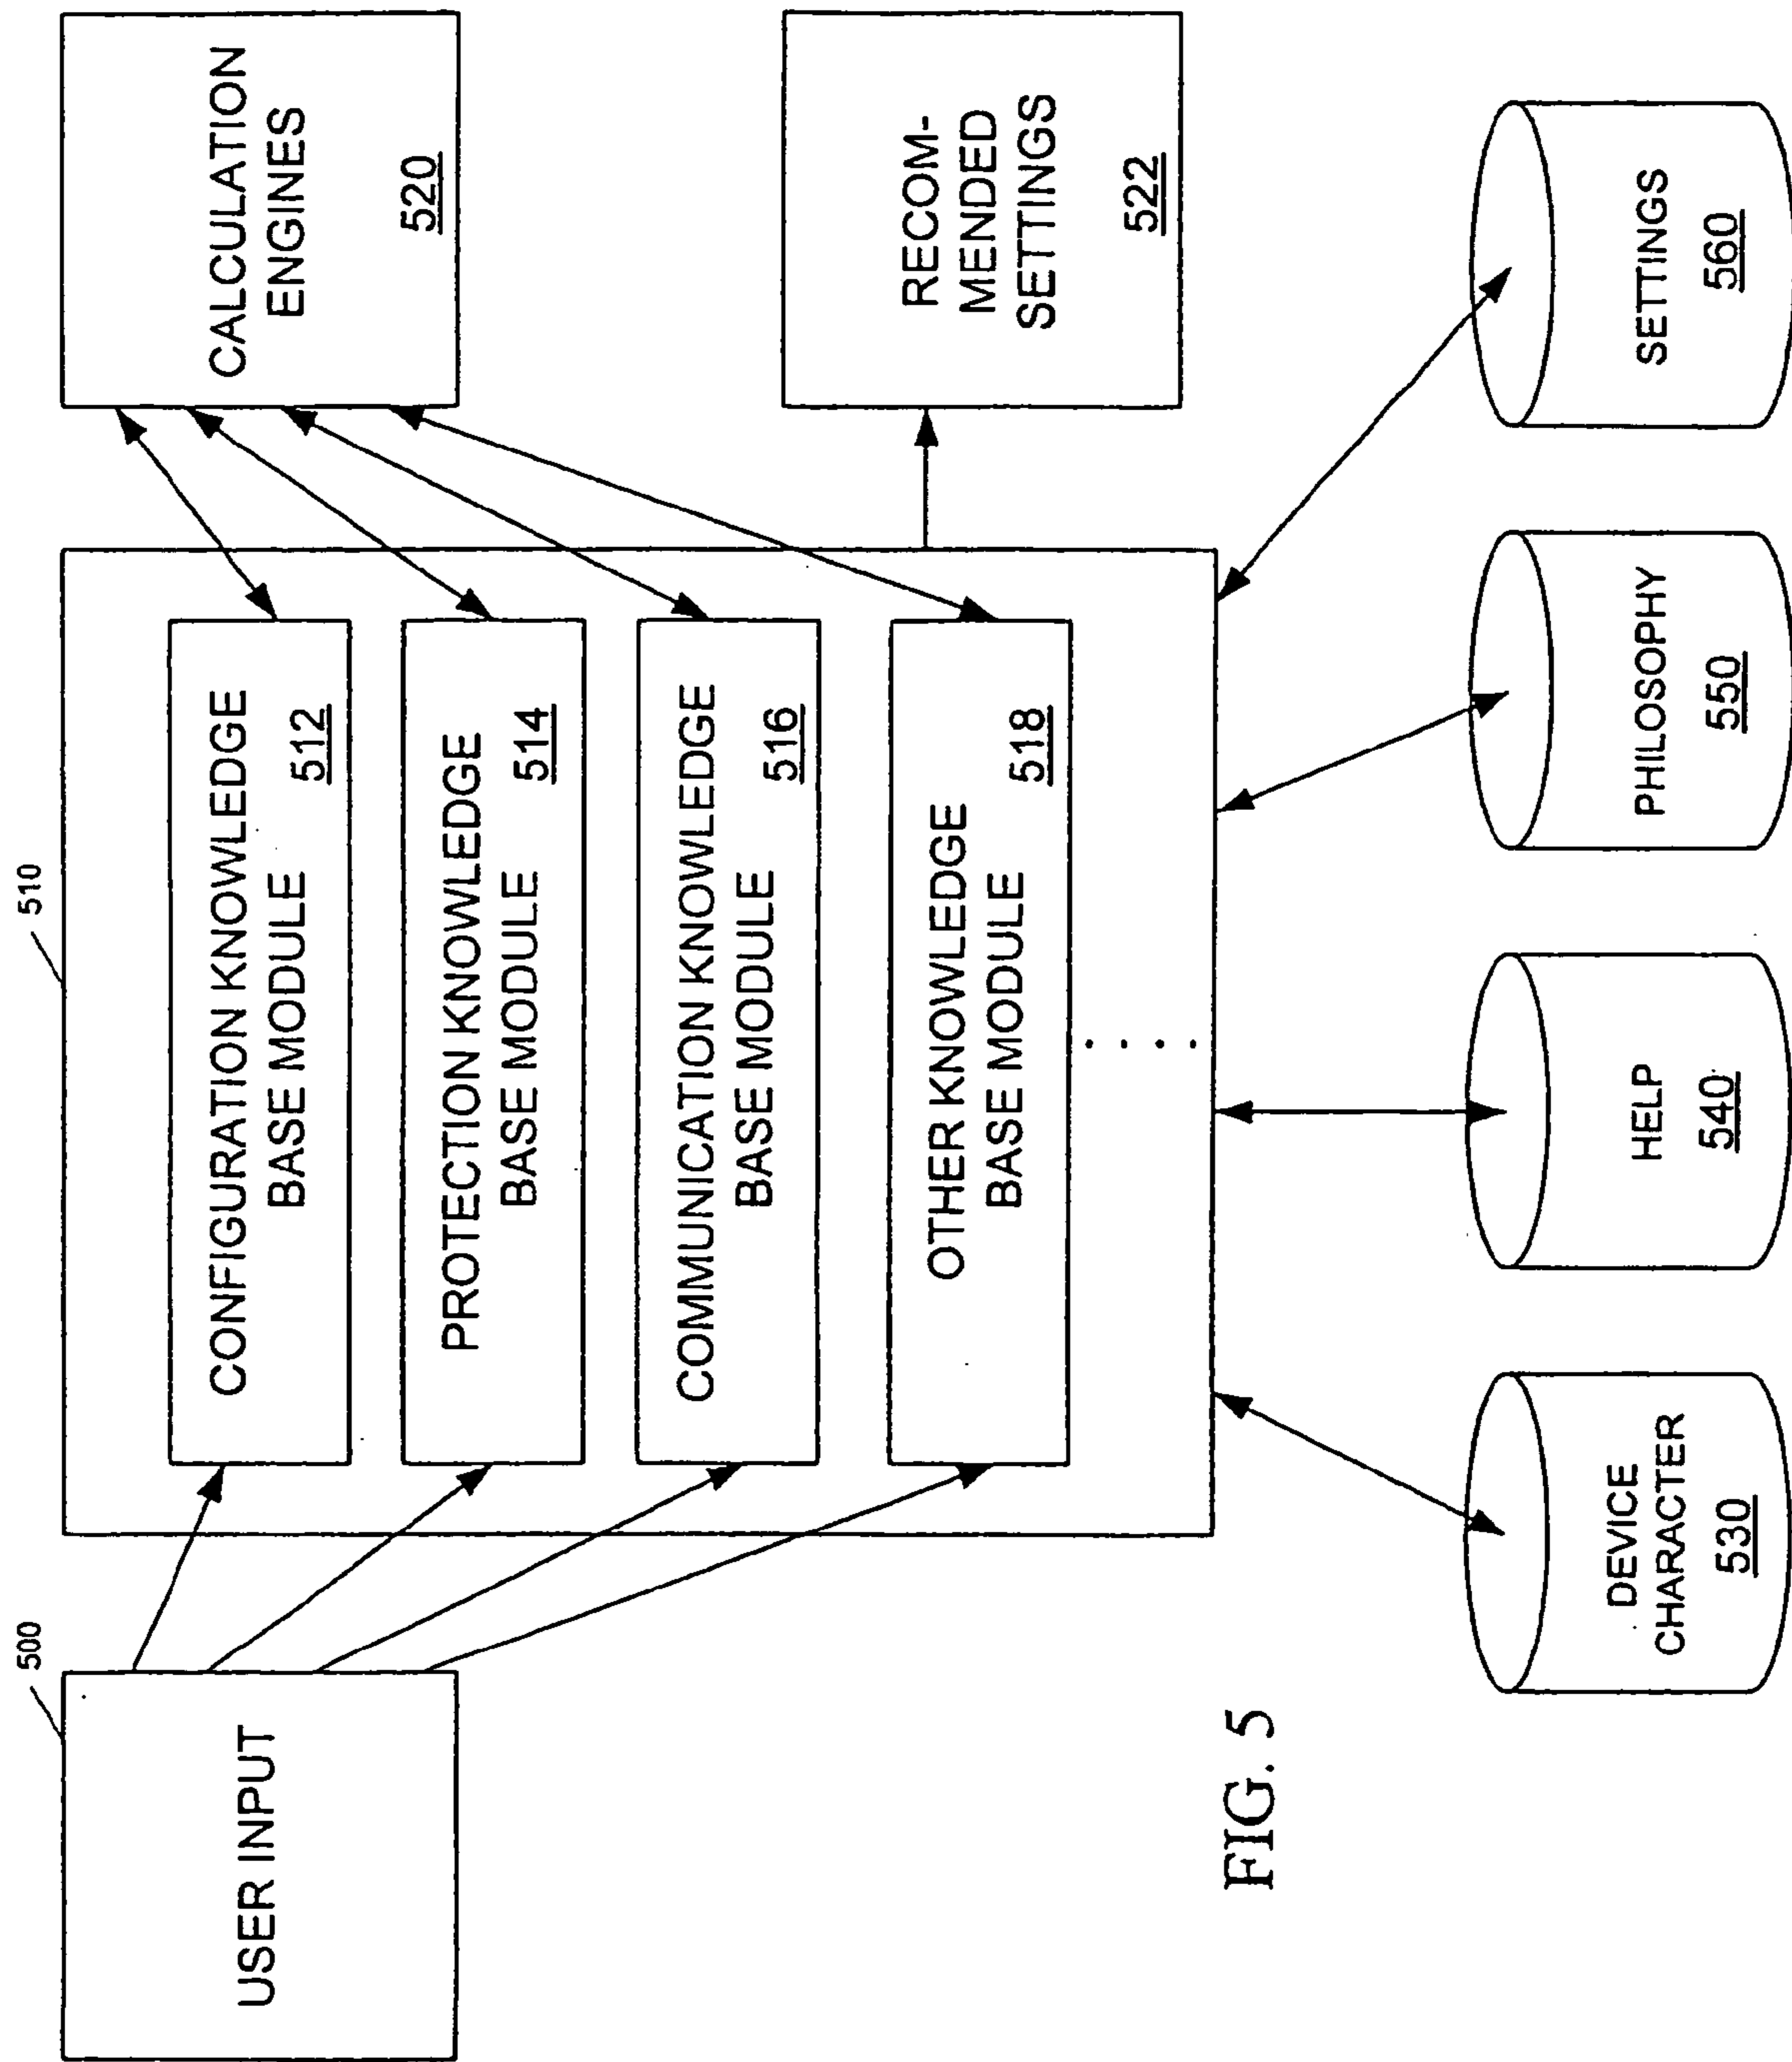 500
USER INPUT
510
CONFIGURATION KNOWLEDGE
BASE MODULE
512
PROTECTION KNOWLEDGE
BASE MODULE
514
COMMUNICATION KNOWLEDGE
BASE MODULE
516
OTHER KNOWLEDGE
BASE MODULE
518
. . . .
CALCULATION
ENGINES
520
RECOM-
MENDED
SETTINGS
522
DEVICE
CHARACTER
530
HELP
540
PHILOSOPHY
550
SETTINGS
560
FIG. 5